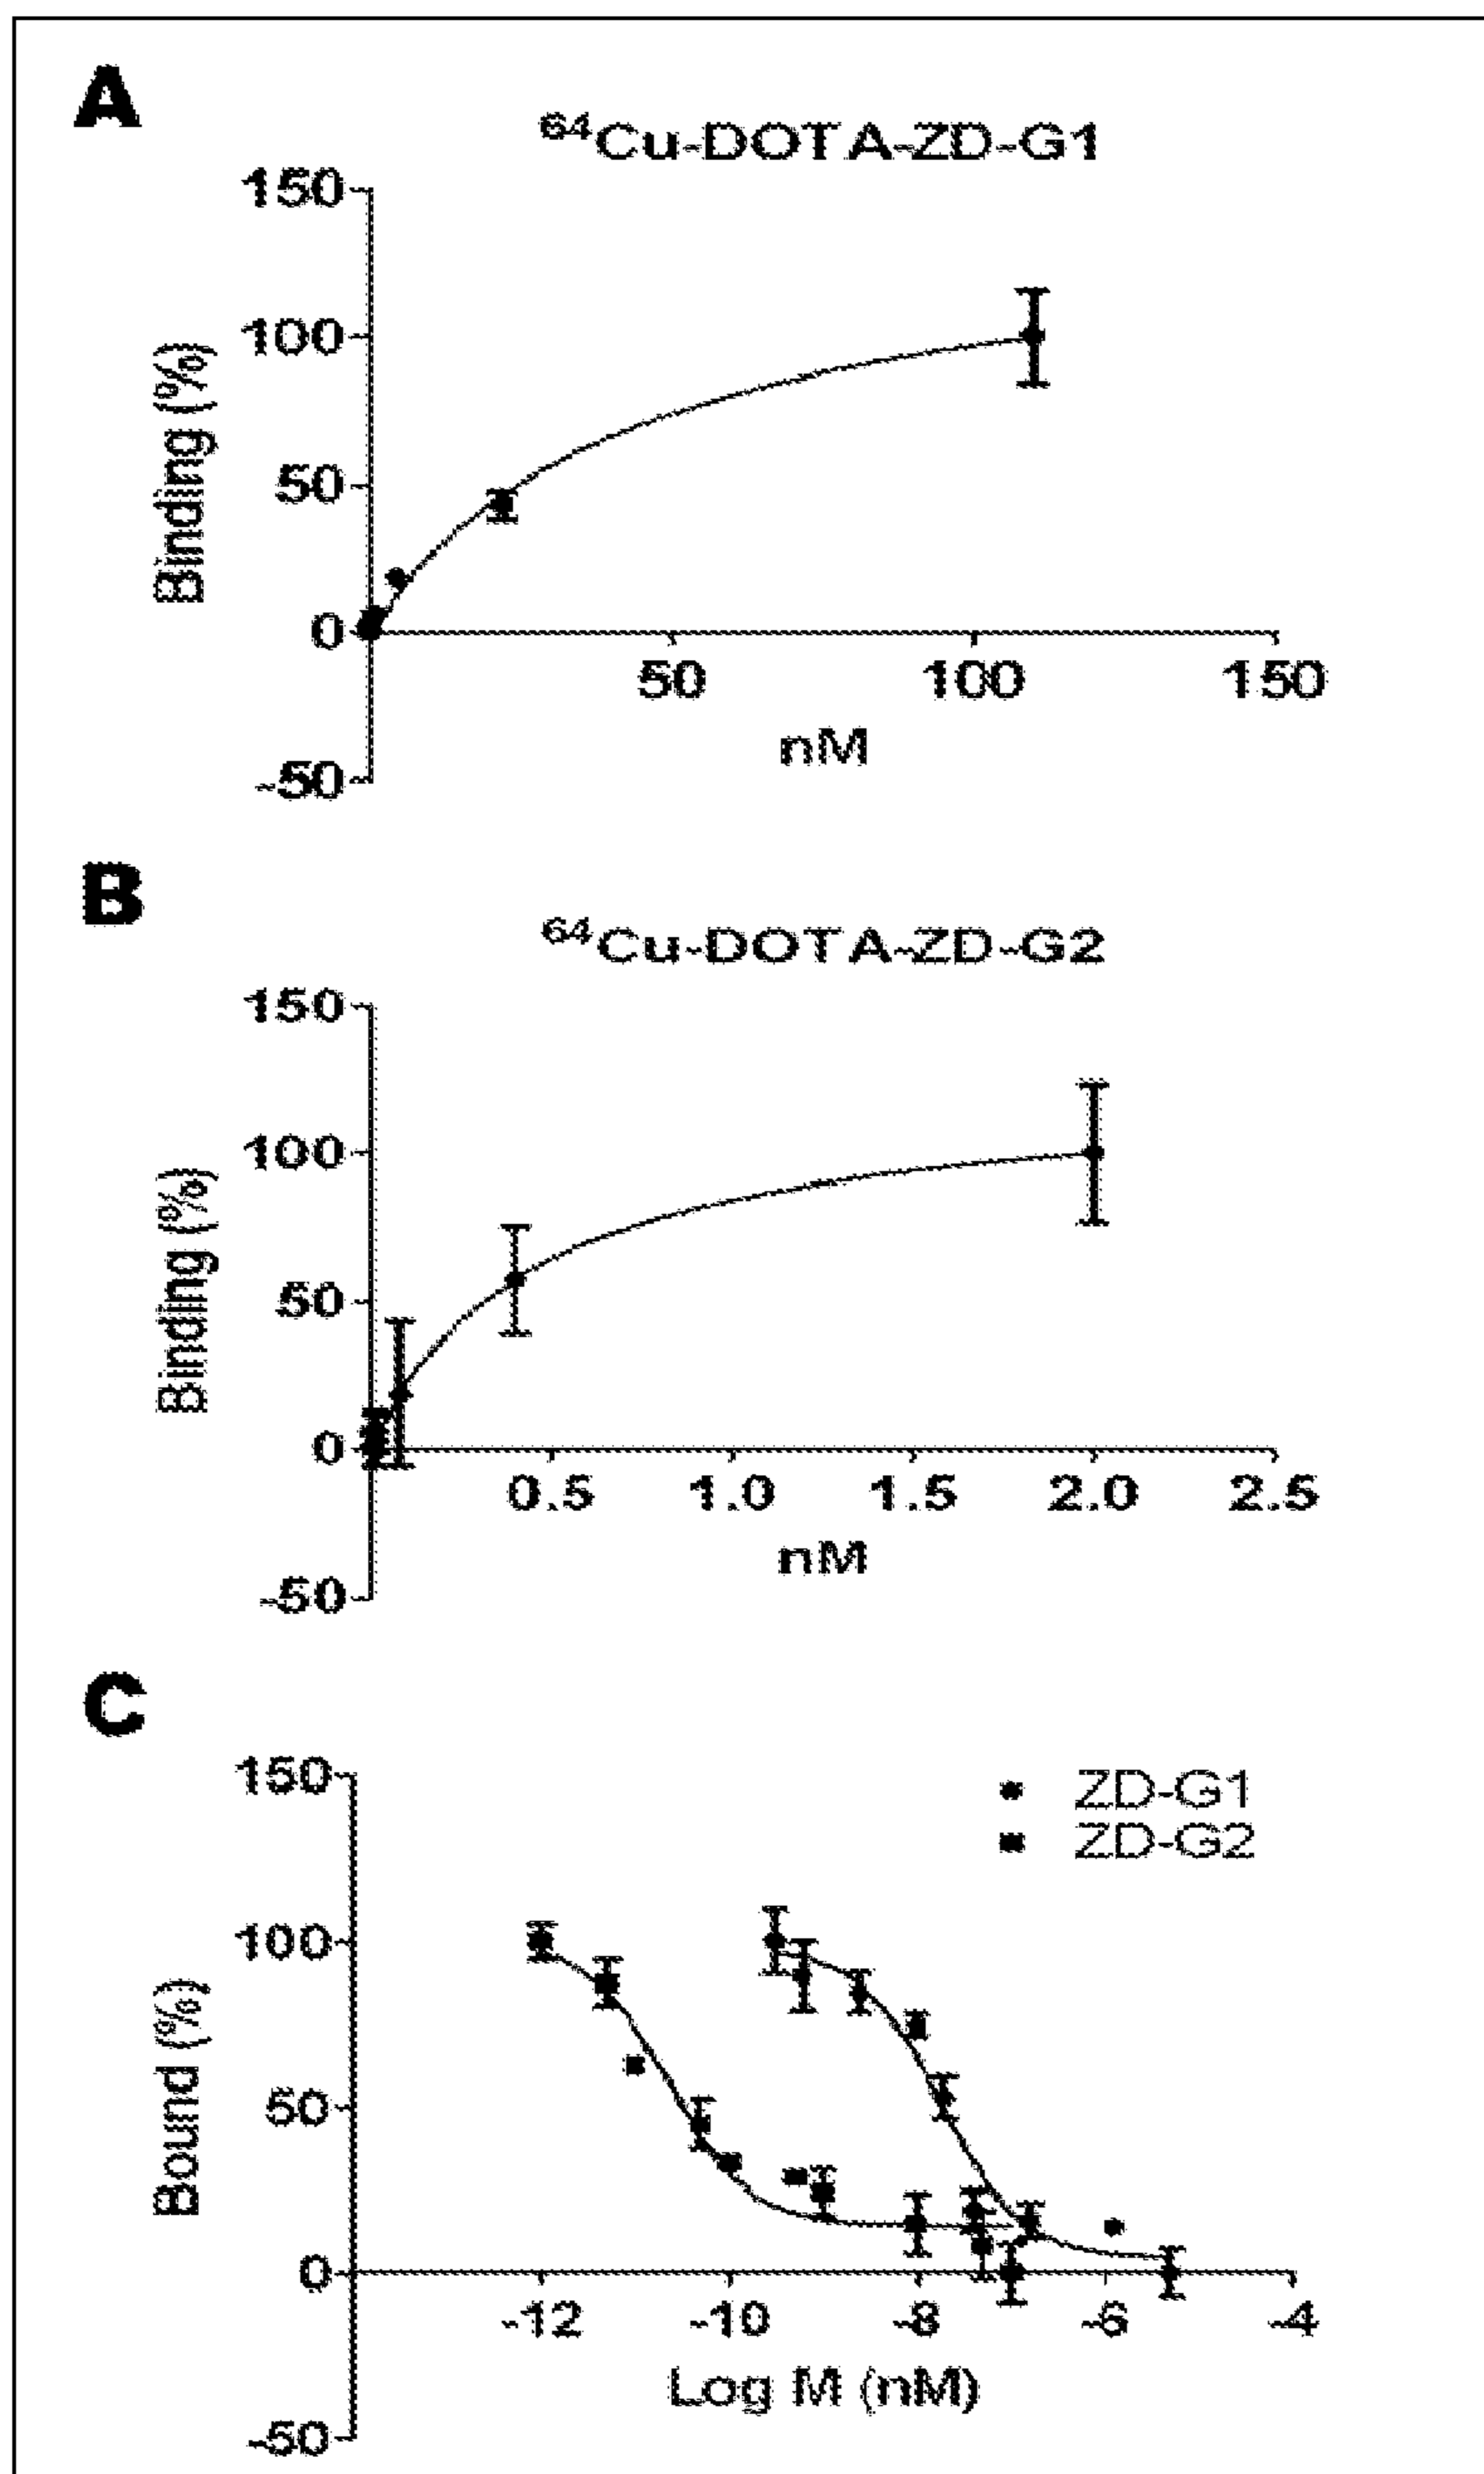 A
64Cu-DOTA-ZD-G1
150
100
50
0
-50
Binding (%)
50 100 150
nM
B
64Cu-DOTA-ZD-G2
150
100
50
0
-50
Binding (%)
0.5 1.0 1.5 2.0 2.5
nM
C
150
100
50
0
-50
Bound (%)
ZD-G1
ZD-G2
-12 -10 -8 -6 -4
Log M (nM)